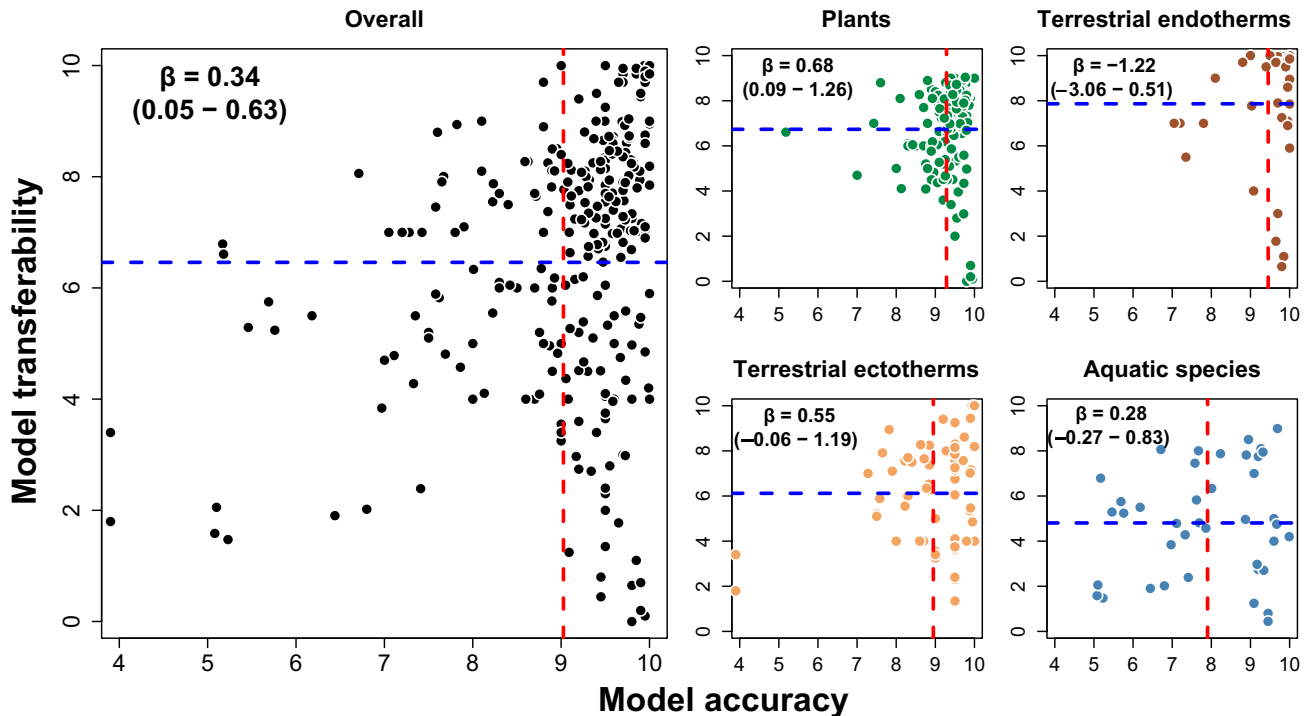 Overall
β = 0.34
(0.05 − 0.63)
10
8
6
4
2
0
4 5 6 7 8 9 10
Plants
β = 0.68
(0.09 − 1.26)
10
8
6
4
2
0
4 5 6 7 8 9 10
Terrestrial endotherms
β = −1.22
(−3.06 − 0.51)
10
8
6
4
2
0
4 5 6 7 8 9 10
Terrestrial ectotherms
β = 0.55
(−0.06 − 1.19)
10
8
6
4
2
0
4 5 6 7 8 9 10
Aquatic species
β = 0.28
(−0.27 − 0.83)
10
8
6
4
2
0
4 5 6 7 8 9 10
Model transferability
Model accuracy